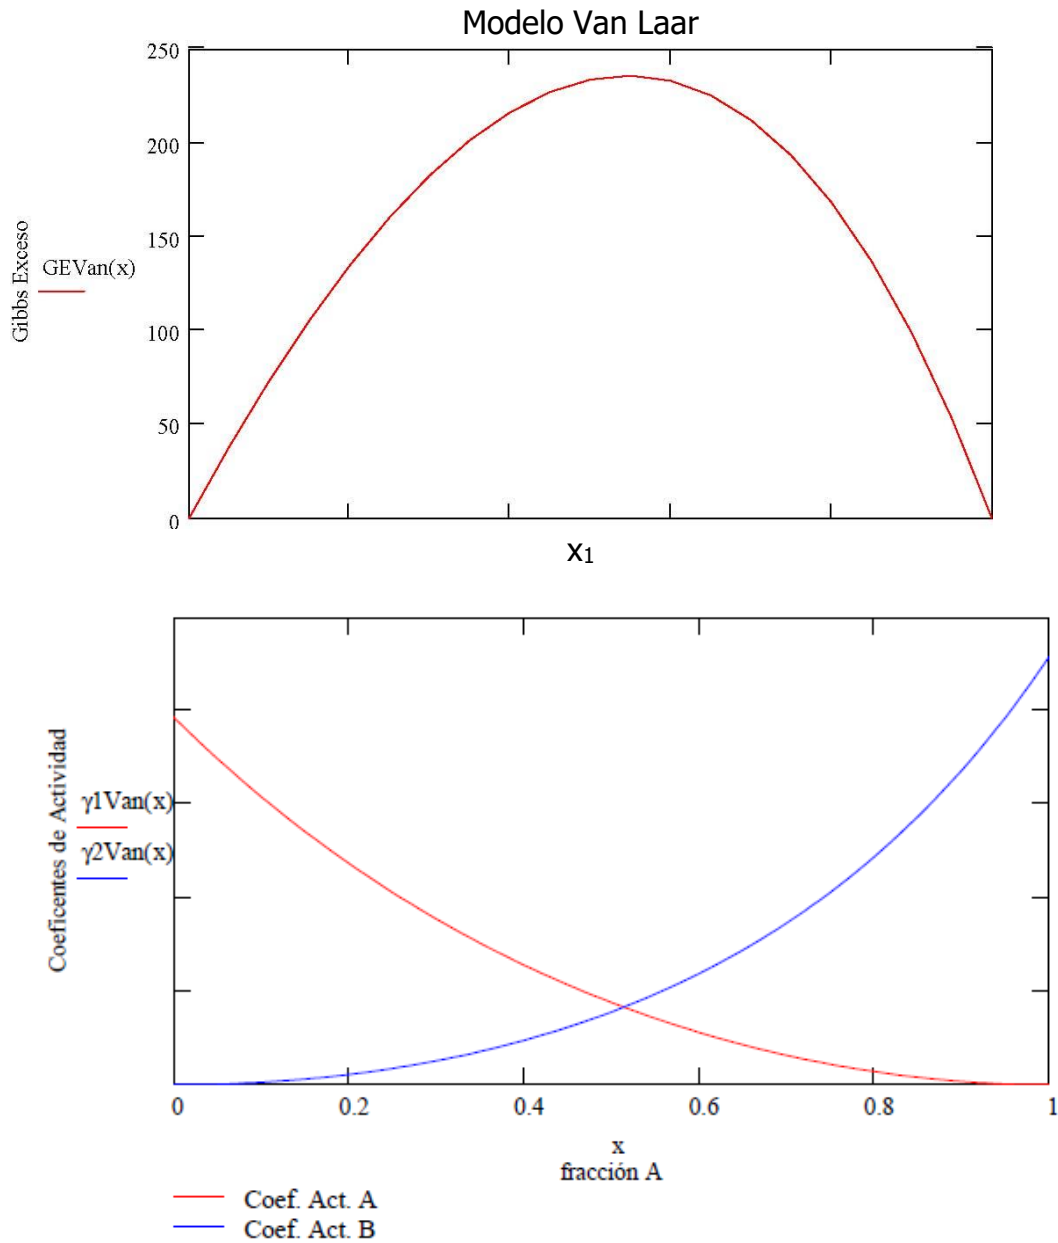 Modelo Van Laar
250
200
150
100
50
0
Gibbs Exceso
GEVan(x)
x₁
Coeficentes de Actividad
γ1Van(x)
γ2Van(x)
0 0.2 0.4 0.6 0.8 1
x
fracción A
Coef. Act. A
Coef. Act. B